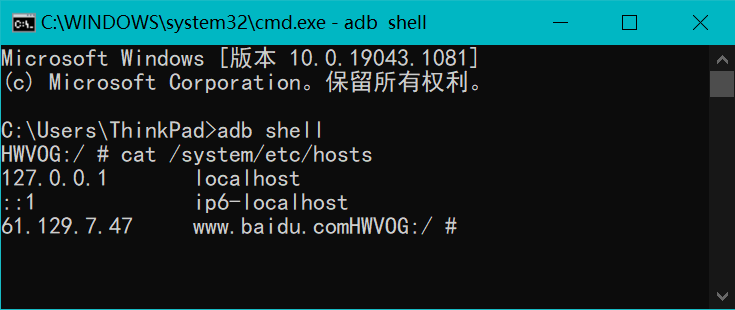 C:\WINDOWS\system32\cmd.exe - adb shell
Microsoft Windows [版本 10.0.19043.1081]
(c) Microsoft Corporation。保留所有权利。
C:\Users\ThinkPad>adb shell
HWVOG:/ # cat /system/etc/hosts
127.0.0.1       localhost
::1             ip6-localhost
61.129.7.47     www.baidu.comHWVOG:/ #